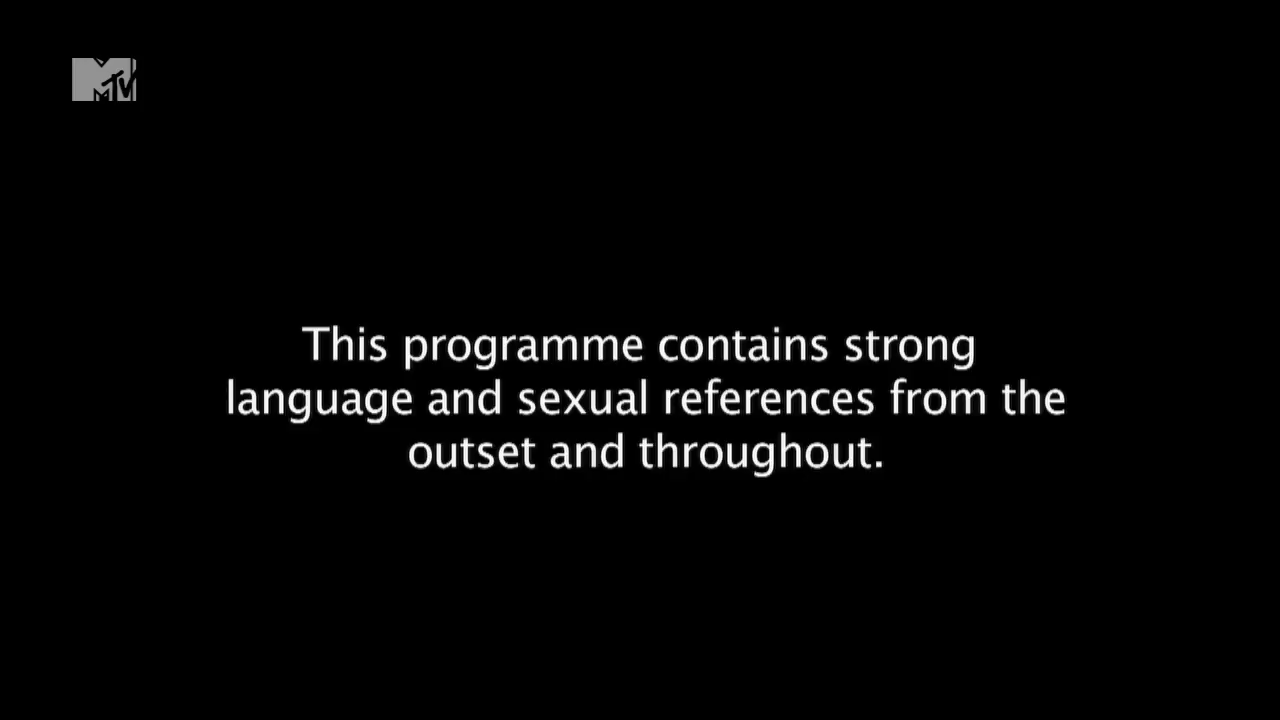 MTV
This programme contains strong
language and sexual references from the
outset and throughout.